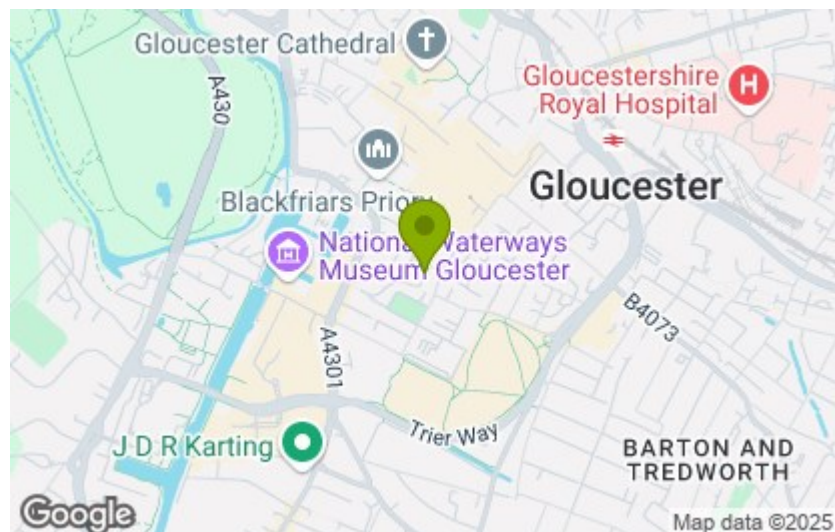 Gloucester Cathedral
Gloucestershire
Royal Hospital
H
A430
Gloucester
Blackfriars Priory
National Waterways
Museum Gloucester
B4073
A4301
Trier Way
J D R Karting
BARTON AND
TREDWORTH
Google
Map data ©2025